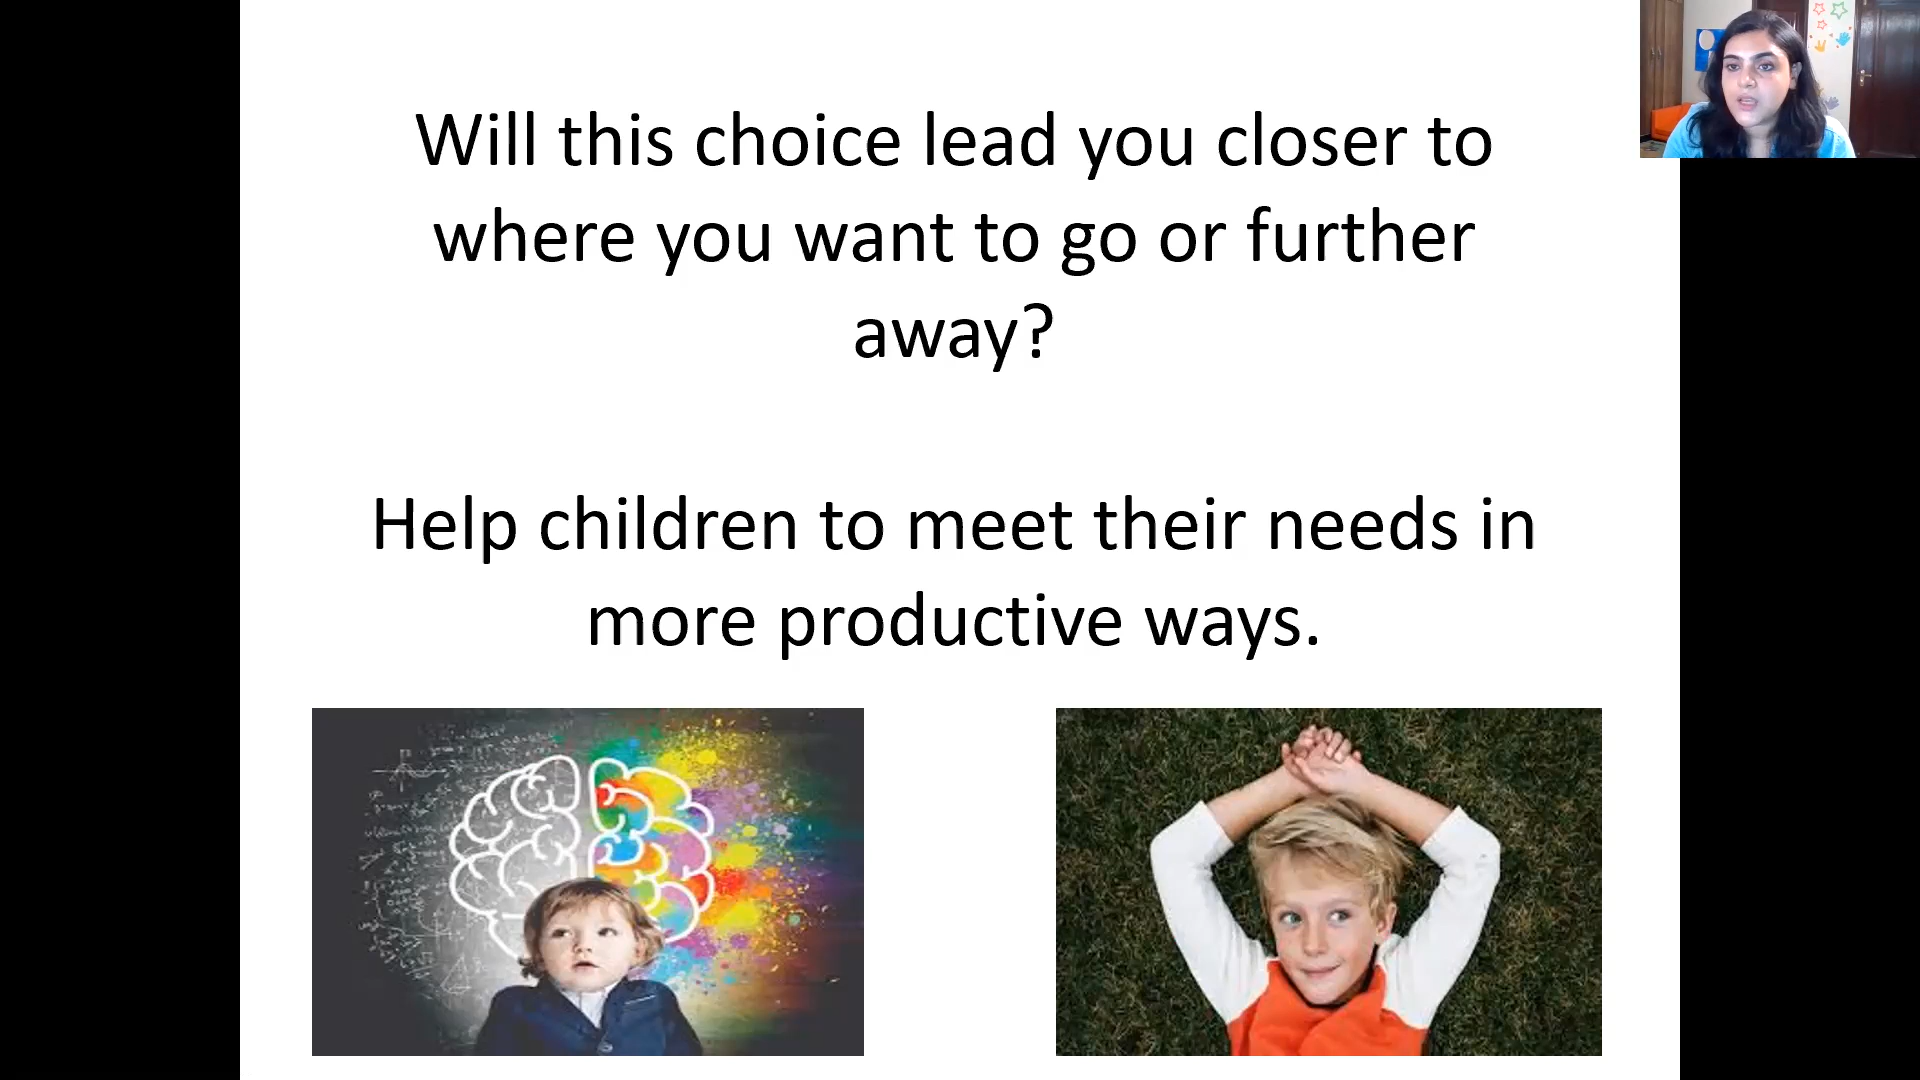 Will this choice lead you closer to
where you want to go or further
away?
Help children to meet their needs in
more productive ways.